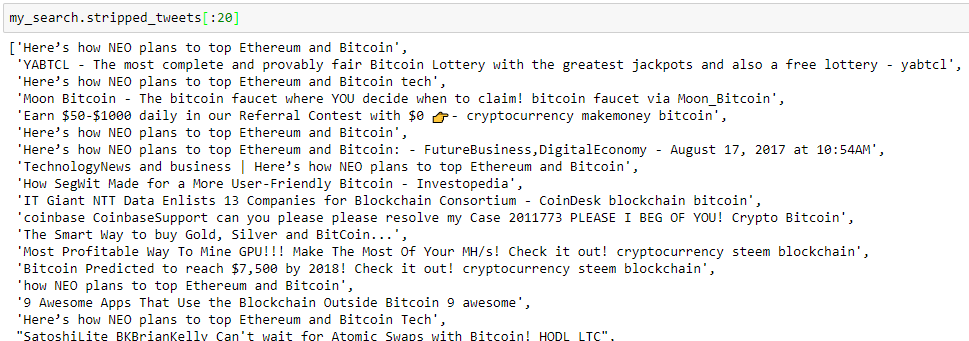 my_search.stripped_tweets[:20]
['Here’s how NEO plans to top Ethereum and Bitcoin',
'YABTCL - The most complete and provably fair Bitcoin Lottery with the greatest jackpots and also a free lottery - yabtcl',
'Here’s how NEO plans to top Ethereum and Bitcoin tech',
'Moon Bitcoin - The bitcoin faucet where YOU decide when to claim! bitcoin faucet via Moon_Bitcoin',
'Earn $50-$1000 daily in our Referral Contest with $0 👉- cryptocurrency makemoney bitcoin',
'Here’s how NEO plans to top Ethereum and Bitcoin',
'Here’s how NEO plans to top Ethereum and Bitcoin: - FutureBusiness,DigitalEconomy - August 17, 2017 at 10:54AM',
'TechnologyNews and business | Here’s how NEO plans to top Ethereum and Bitcoin',
'How SegWit Made for a More User-Friendly Bitcoin - Investopedia',
'IT Giant NTT Data Enlists 13 Companies for Blockchain Consortium - CoinDesk blockchain bitcoin',
'coinbase CoinbaseSupport can you please please resolve my Case 2011773 PLEASE I BEG OF YOU! Crypto Bitcoin',
'The Smart Way to buy Gold, Silver and BitCoin...',
'Most Profitable Way To Mine GPU!!! Make The Most Of Your MH/s! Check it out! cryptocurrency steem blockchain',
'Bitcoin Predicted to reach $7,500 by 2018! Check it out! cryptocurrency steem blockchain',
'how NEO plans to top Ethereum and Bitcoin',
'9 Awesome Apps That Use the Blockchain Outside Bitcoin 9 awesome',
'Here’s how NEO plans to top Ethereum and Bitcoin Tech',
"SatoshiLite BKBrianKelly Can't wait for Atomic Swaps with Bitcoin! HODL LTC",